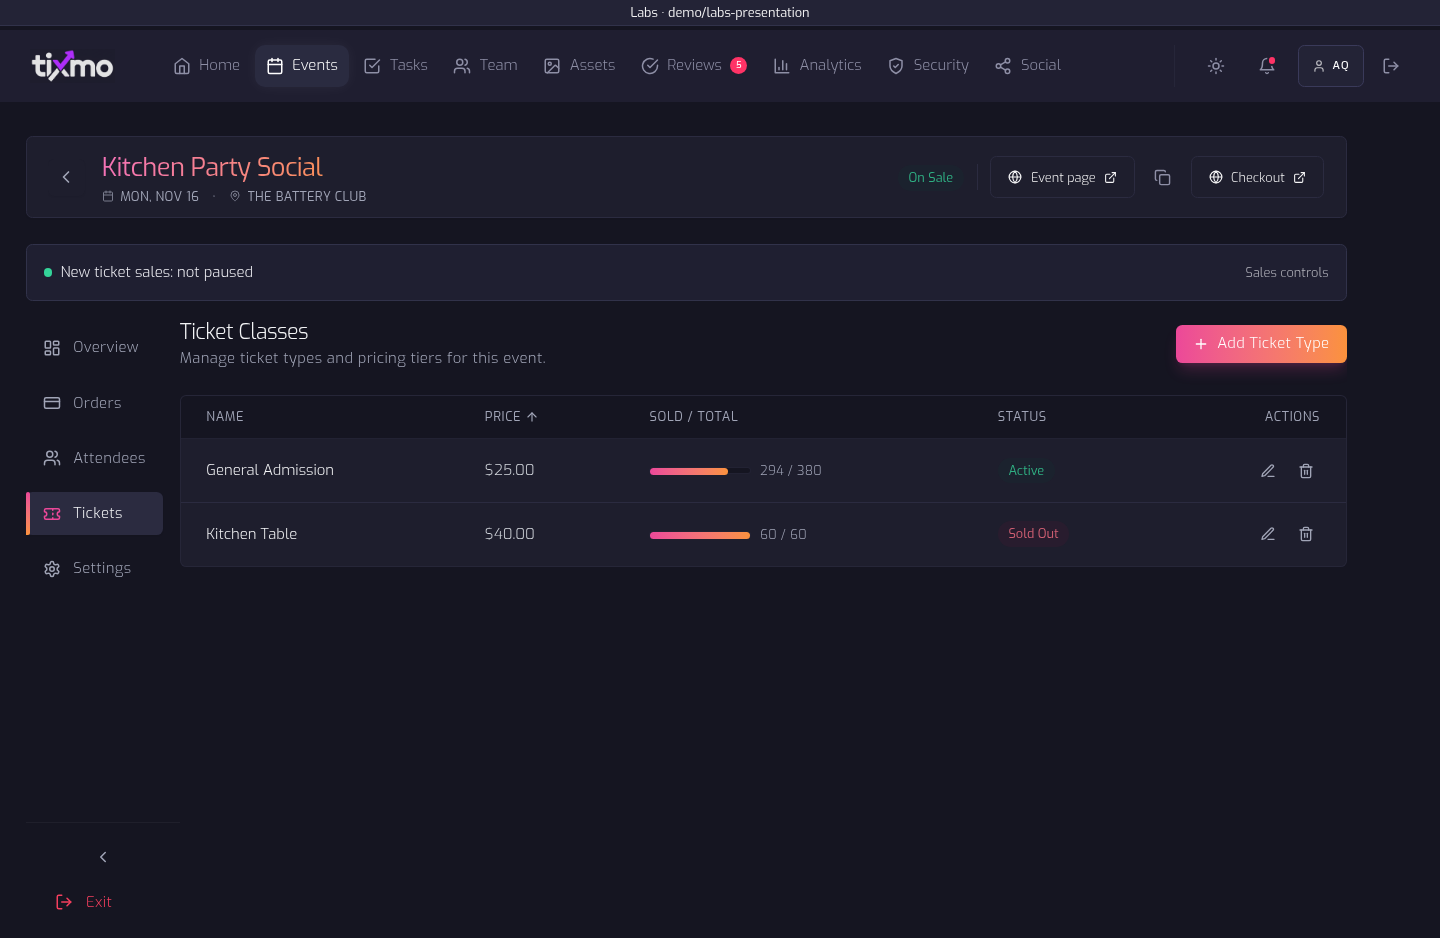 Labs · demo/labs-presentation
tixmo
Home
Events
Tasks
Team
Assets
Reviews 5
Analytics
Security
Social
AQ
Kitchen Party Social
MON, NOV 16 · THE BATTERY CLUB
On Sale
Event page
Checkout
New ticket sales: not paused
Sales controls
Overview
Orders
Attendees
Tickets
Settings
Ticket Classes
Manage ticket types and pricing tiers for this event.
+ Add Ticket Type
NAME PRICE ↑ SOLD / TOTAL STATUS ACTIONS
General Admission $25.00 294 / 380 Active
Kitchen Table $40.00 60 / 60 Sold Out
Exit